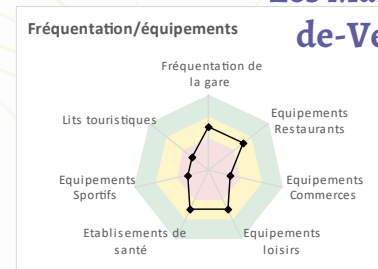 Fréquentation/équipements
de-Ve
Fréquentation de
la gare
Equipements
Restaurants
Equipements
Commerces
Equipements
loisirs
Etablisements de
santé
Equipements
Sportifs
Lits touristiques